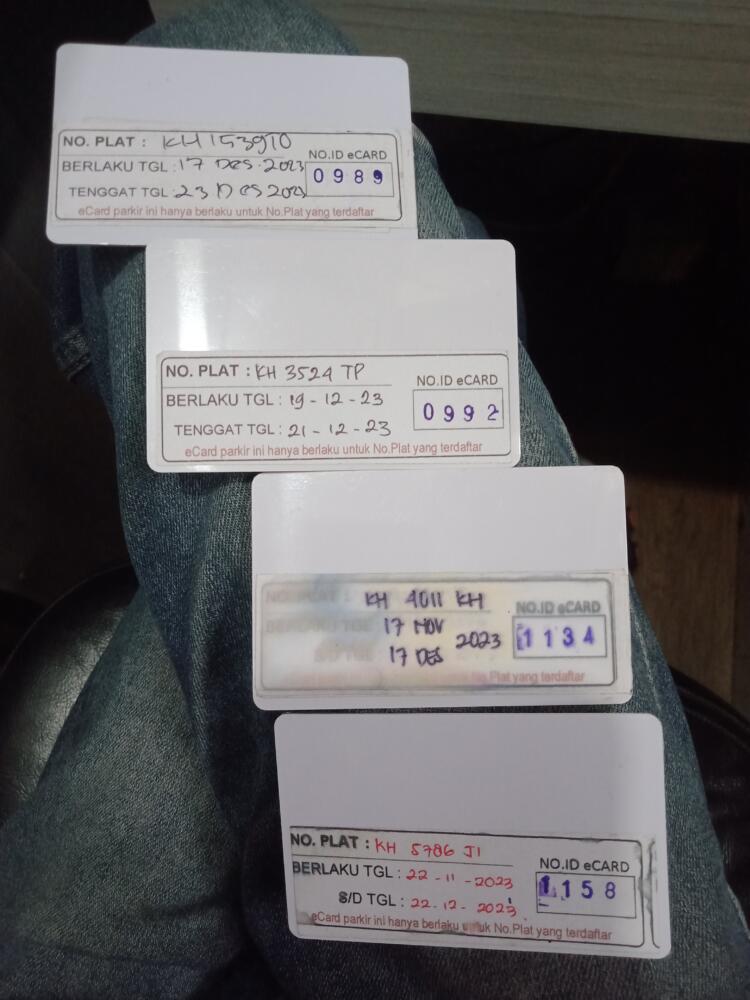 NO. PLAT : KH 1539 TO
BERLAKU TGL : 17 DES 2023
TENGGAT TGL : 23 DES 2023
NO.ID eCARD
0989
eCard parkir ini hanya berlaku untuk No.Plat yang terdaftar
NO. PLAT : KH 3524 TP
BERLAKU TGL : 19 - 12 - 23
TENGGAT TGL : 21 - 12 - 23
NO.ID eCARD
0992
eCard parkir ini hanya berlaku untuk No.Plat yang terdaftar
KH 4011 KH
17 NOV
17 DES 2023
S/D TGL
NO.ID eCARD
1134
No.Plat yang terdaftar
NO. PLAT : KH 5786 JI
BERLAKU TGL : 22 - 11 - 2023
S/D TGL : 22 - 12 - 2023
NO.ID eCARD
1158
eCard parkir ini hanya berlaku untuk No.Plat yang terdaftar